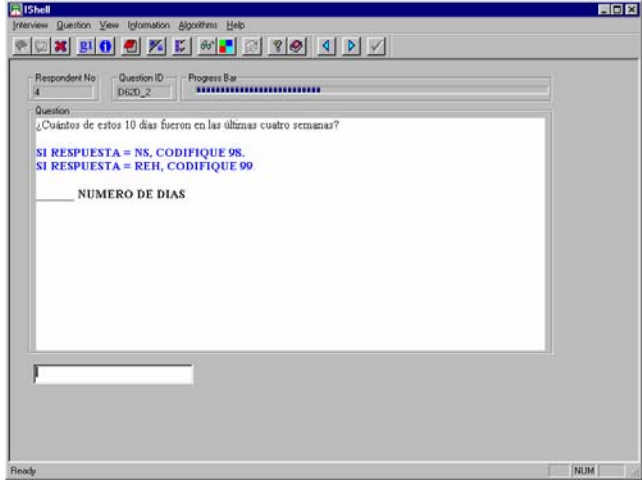 IShell
Interview Question View Information Algorithms Help
g1
Respondent No
Question ID
Progress Bar
4
D62D_2
Question
¿Cuántos de estos 10 días fueron en las últimas cuatro semanas?
SI RESPUESTA = NS, CODIFIQUE 98.
SI RESPUESTA = REH, CODIFIQUE 99
______ NUMERO DE DIAS
Ready
NUM